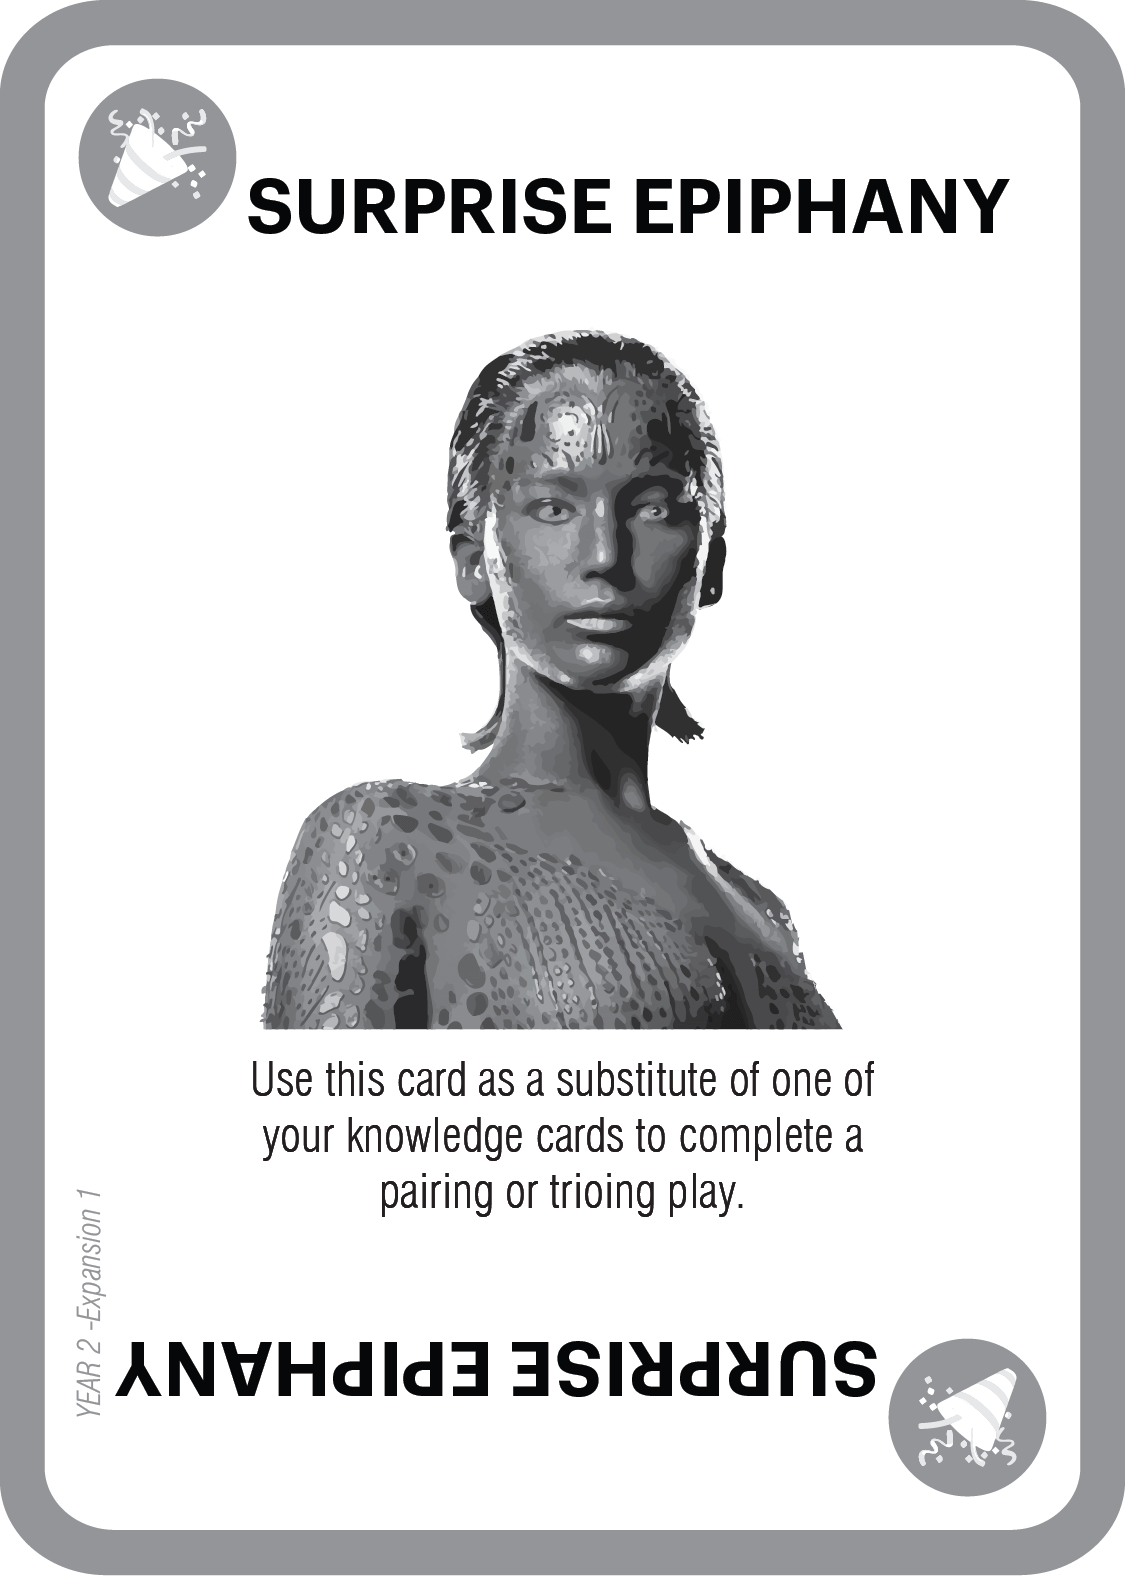 SURPRISE EPIPHANY
Use this card as a substitute of one of
your knowledge cards to complete a
pairing or trioing play.
YEAR 2 -Expansion 1
SURPRISE EPIPHANY